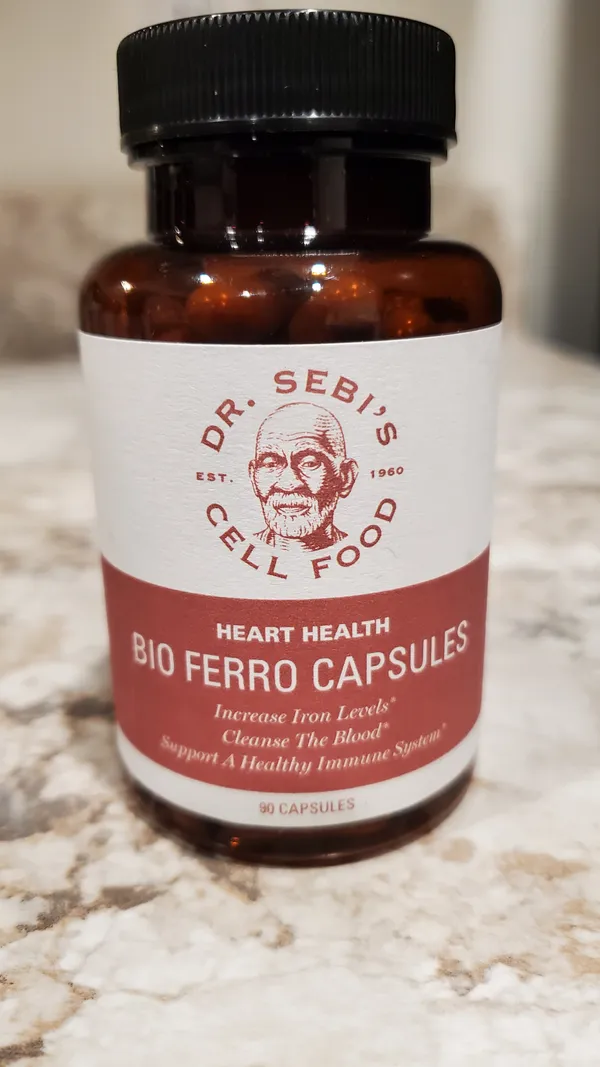 DR. SEBI'S
EST. 1960
CELL FOOD
HEART HEALTH
BIO FERRO CAPSULES
Increase Iron Levels*
Cleanse The Blood*
Support A Healthy Immune System*
90 CAPSULES